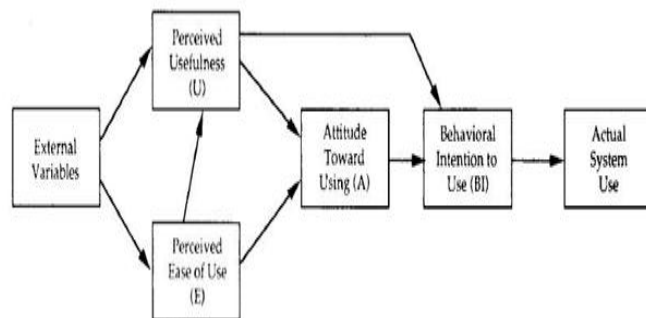 External
Variables
Perceived
Usefulness
(U)
Perceived
Ease of Use
(E)
Attitude
Toward
Using (A)
Behavioral
Intention to
Use (BI)
Actual
System
Use